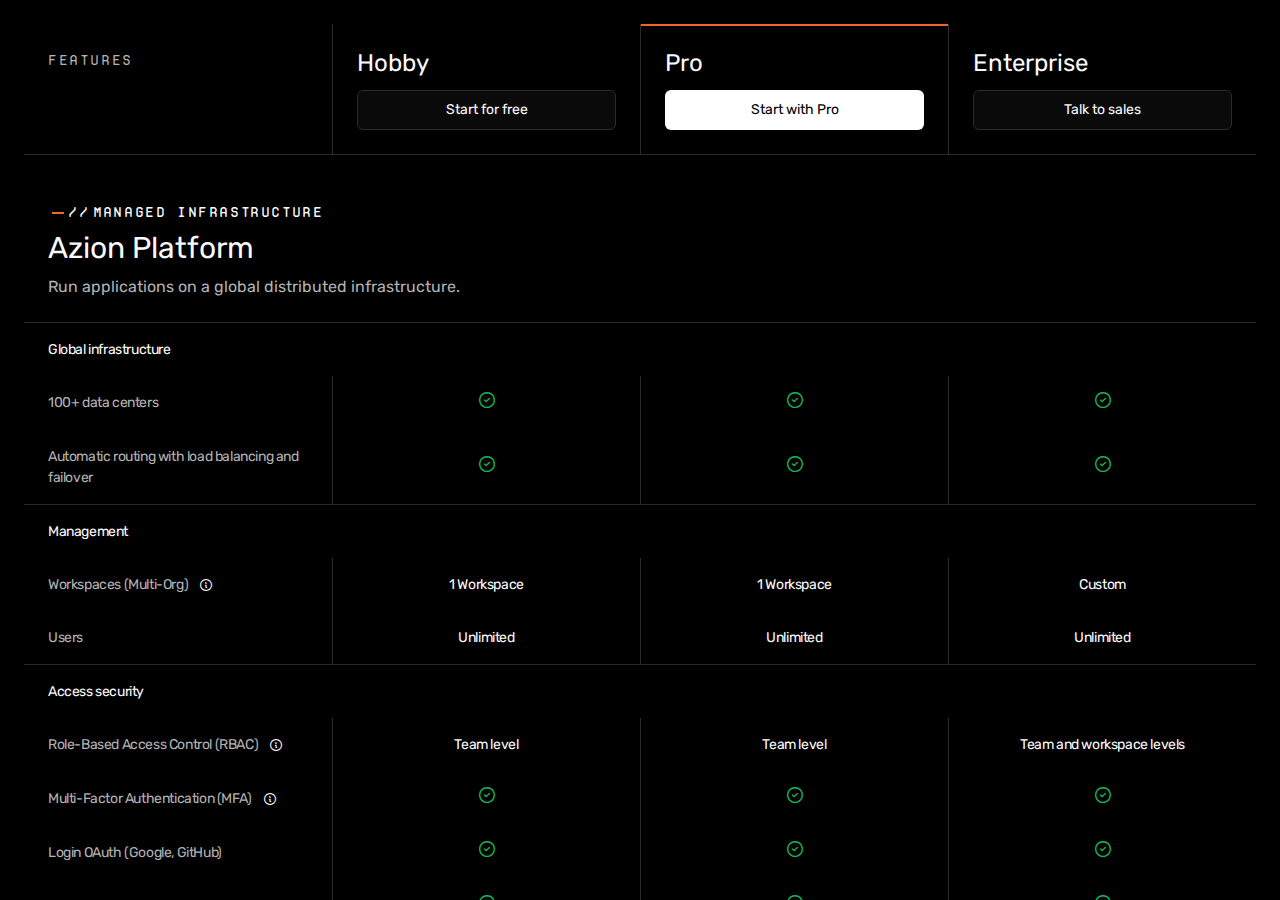 FEATURES
Hobby
Pro
Enterprise
Start for free
Start with Pro
Talk to sales
// MANAGED INFRASTRUCTURE
Azion Platform
Run applications on a global distributed infrastructure.
Global infrastructure
100+ data centers
Automatic routing with load balancing and
failover
Management
Workspaces (Multi-Org)
1 Workspace
1 Workspace
Custom
Users
Unlimited
Unlimited
Unlimited
Access security
Role-Based Access Control (RBAC)
Team level
Team level
Team and workspace levels
Multi-Factor Authentication (MFA)
Login OAuth (Google, GitHub)